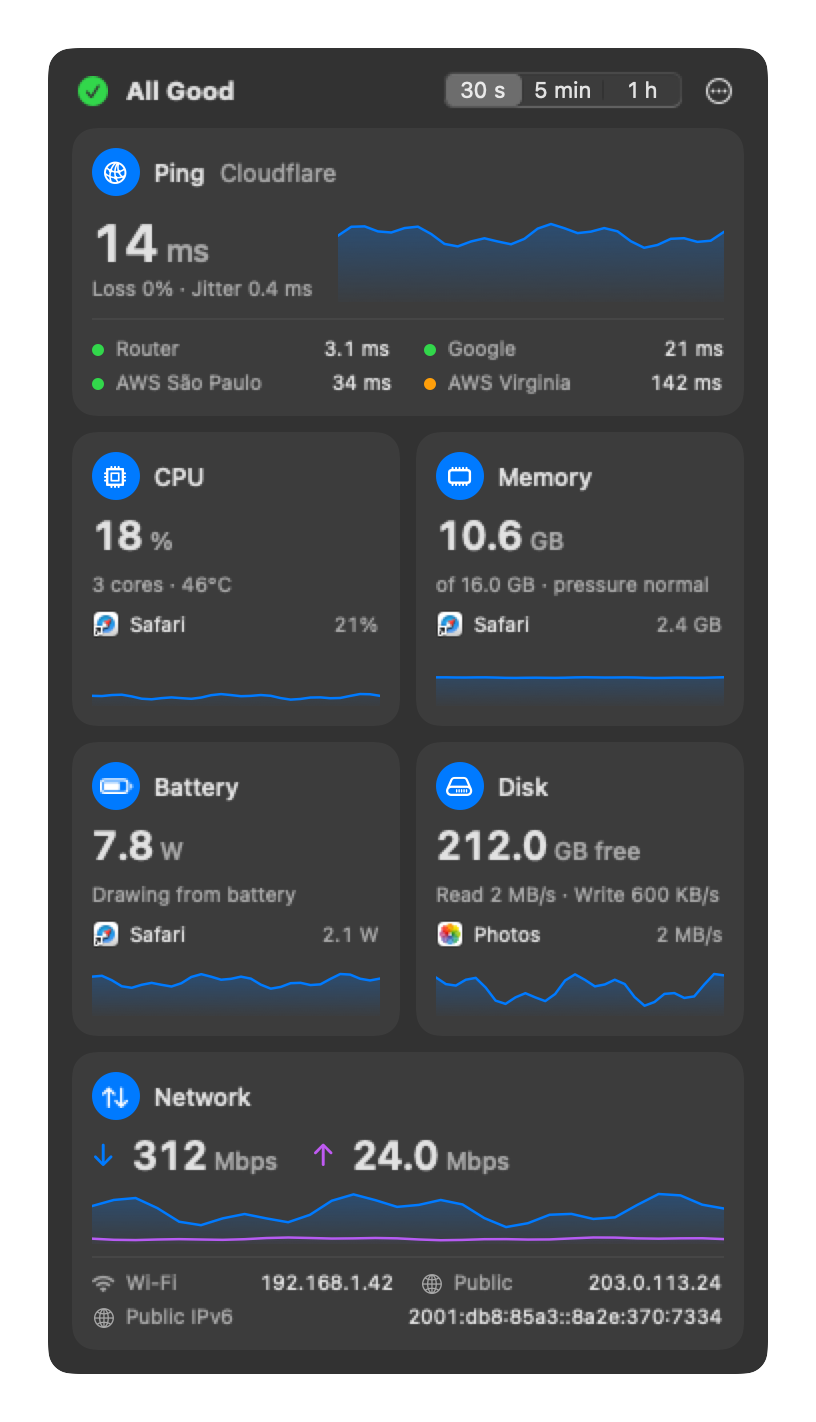 All Good
30 s 5 min 1 h
Ping Cloudflare
14 ms
Loss 0% · Jitter 0.4 ms
Router 3.1 ms Google 21 ms
AWS São Paulo 34 ms AWS Virginia 142 ms
CPU
18 %
3 cores · 46°C
Safari 21%
Memory
10.6 GB
of 16.0 GB · pressure normal
Safari 2.4 GB
Battery
7.8 W
Drawing from battery
Safari 2.1 W
Disk
212.0 GB free
Read 2 MB/s · Write 600 KB/s
Photos 2 MB/s
Network
↓ 312 Mbps ↑ 24.0 Mbps
Wi-Fi 192.168.1.42 Public 203.0.113.24
Public IPv6 2001:db8:85a3::8a2e:370:7334